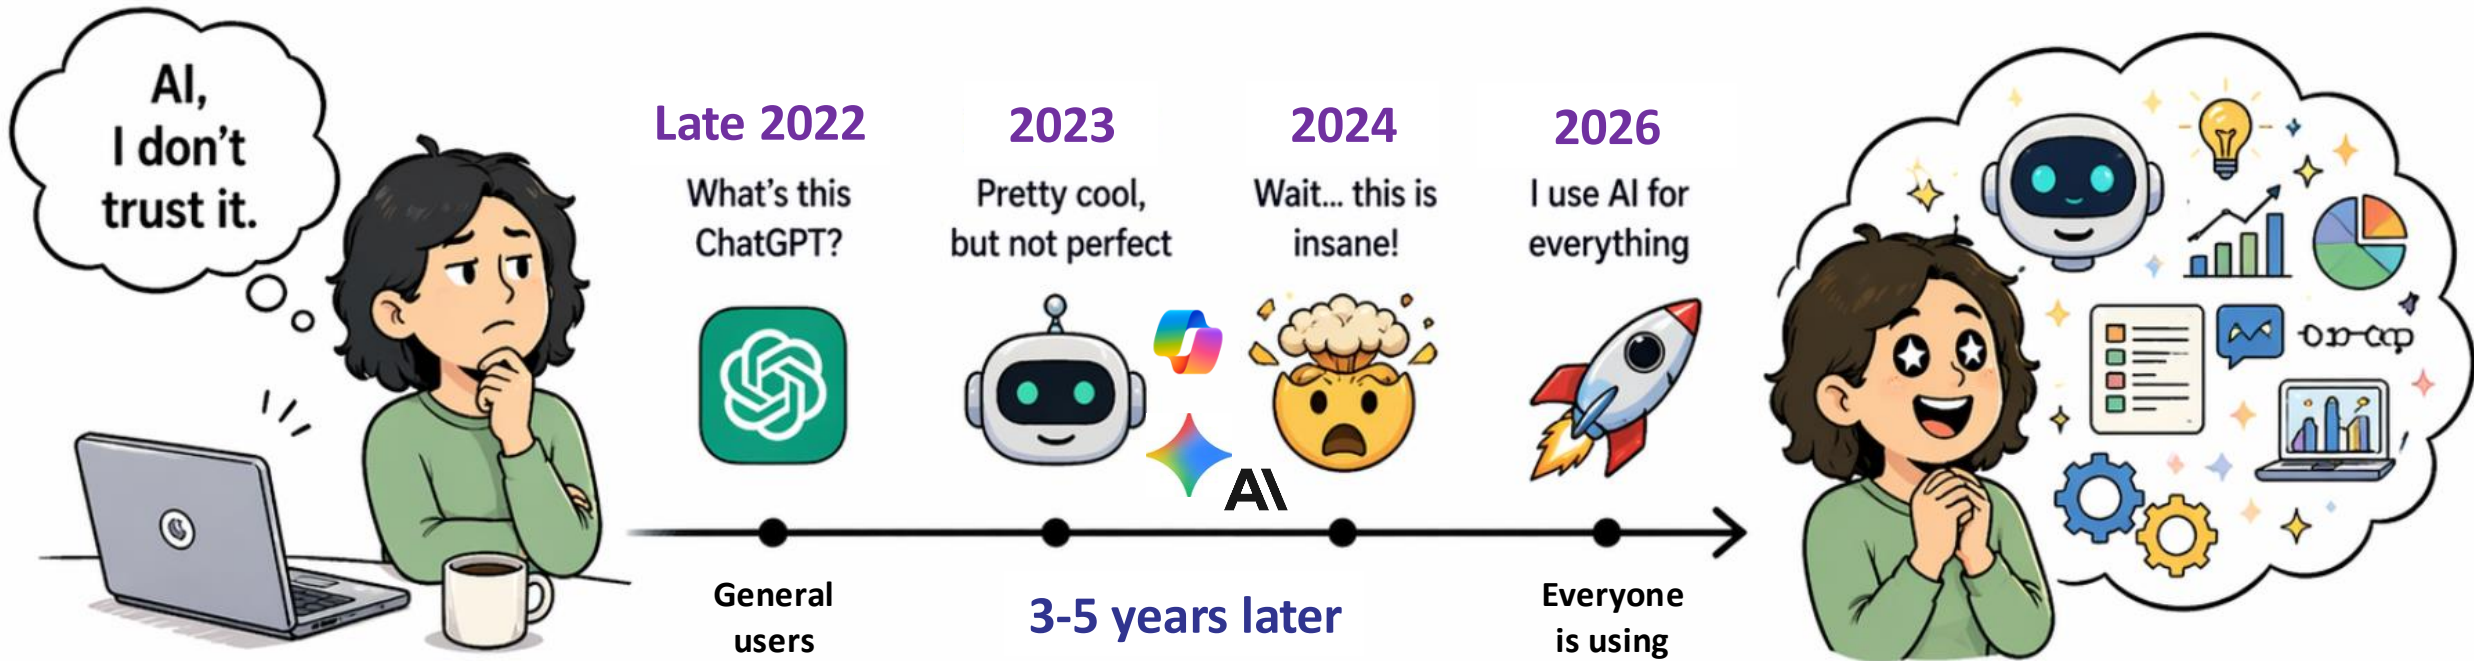 AI,
I don't
trust it.
Late 2022
What's this
ChatGPT?
2023
Pretty cool,
but not perfect
2024
Wait... this is
insane!
2026
I use AI for
everything
AI
General
users
3-5 years later
Everyone
is using